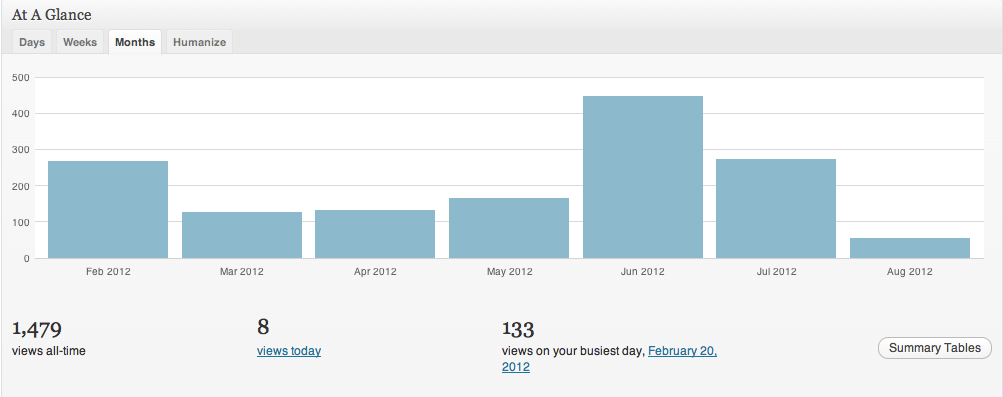 At A Glance
Days Weeks Months Humanize
500
400
300
200
100
0
Feb 2012 Mar 2012 Apr 2012 May 2012 Jun 2012 Jul 2012 Aug 2012
1,479 8 133
views all-time views today views on your busiest day, February 20,
2012
Summary Tables